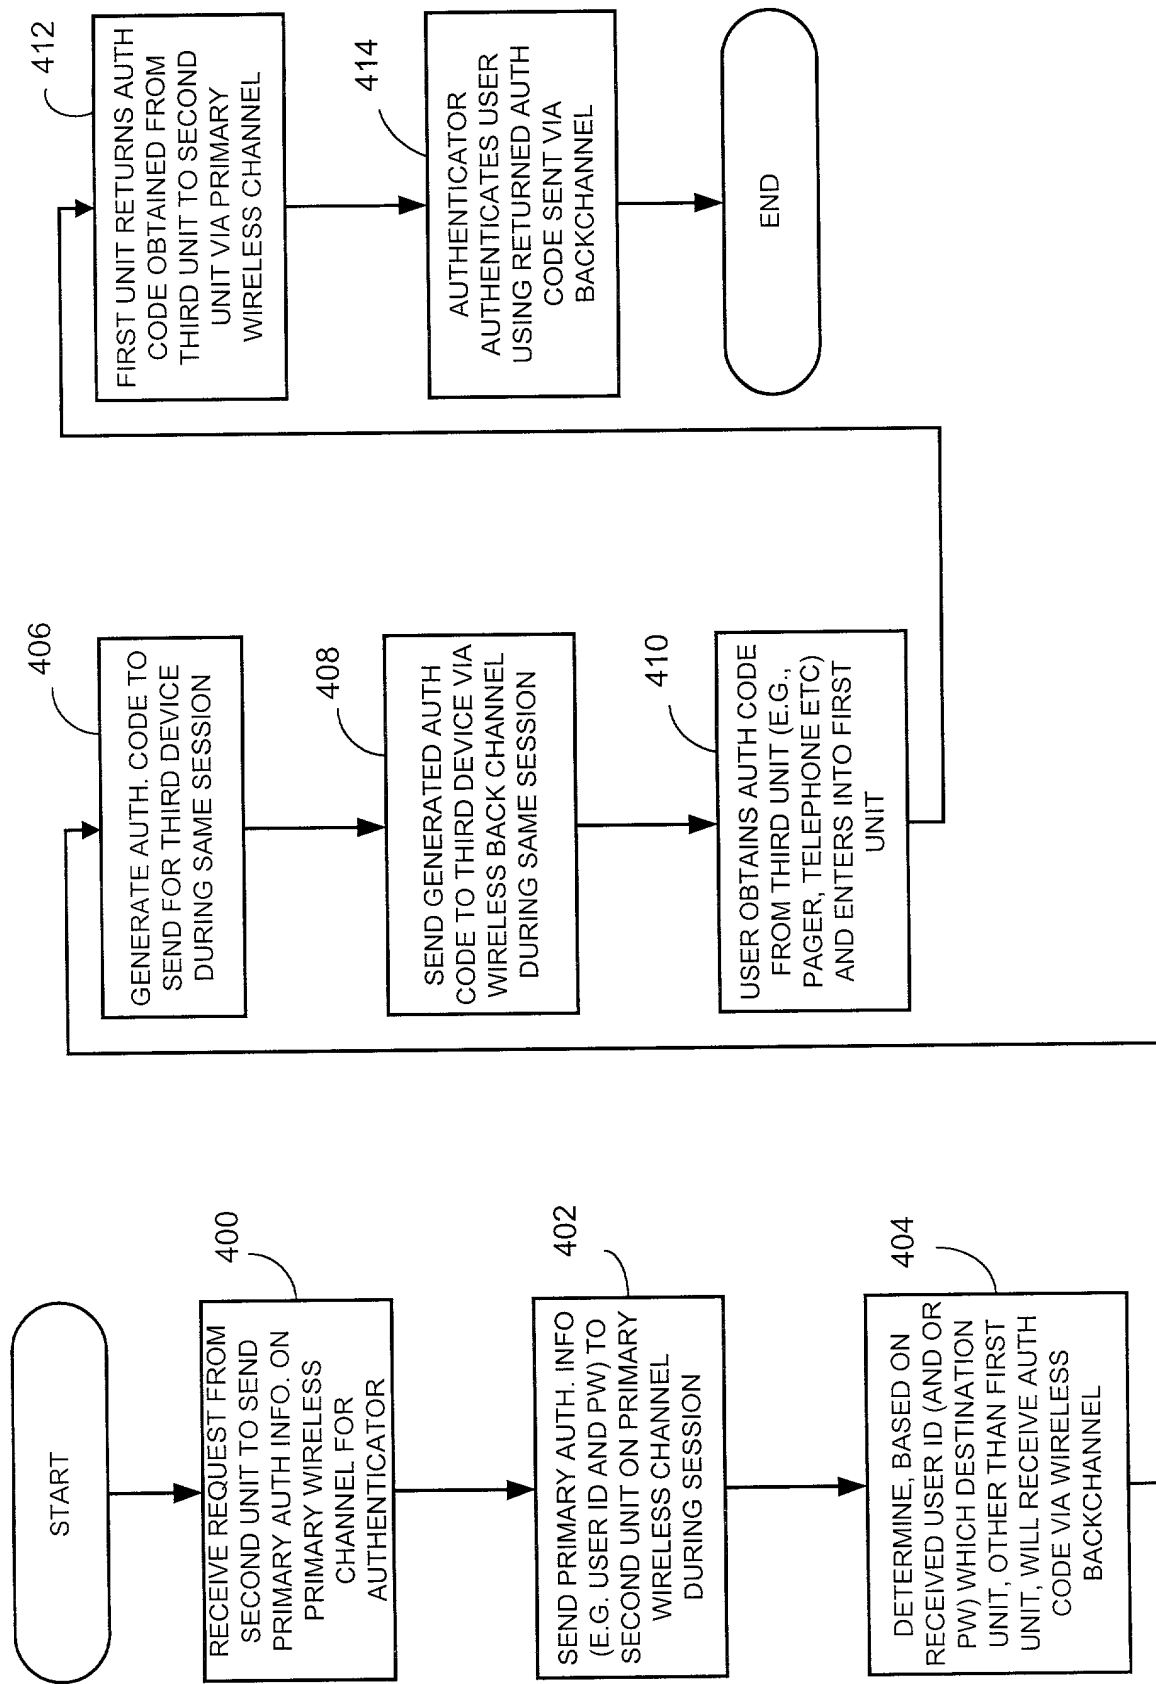 START
400
RECEIVE REQUEST FROM
SECOND UNIT TO SEND
PRIMARY AUTH INFO. ON
PRIMARY WIRELESS
CHANNEL FOR
AUTHENTICATOR
402
SEND PRIMARY AUTH. INFO
(E.G. USER ID AND PW) TO
SECOND UNIT ON PRIMARY
WIRELESS CHANNEL
DURING SESSION
404
DETERMINE, BASED ON
RECEIVED USER ID (AND OR
PW) WHICH DESTINATION
UNIT, OTHER THAN FIRST
UNIT, WILL RECEIVE AUTH
CODE VIA WIRELESS
BACKCHANNEL
406
GENERATE AUTH. CODE TO
SEND FOR THIRD DEVICE
DURING SAME SESSION
408
SEND GENERATED AUTH
CODE TO THIRD DEVICE VIA
WIRELESS BACK CHANNEL
DURING SAME SESSION
410
USER OBTAINS AUTH CODE
FROM THIRD UNIT (E.G.,
PAGER, TELEPHONE ETC)
AND ENTERS INTO FIRST
UNIT
412
FIRST UNIT RETURNS AUTH
CODE OBTAINED FROM
THIRD UNIT TO SECOND
UNIT VIA PRIMARY
WIRELESS CHANNEL
414
AUTHENTICATOR
AUTHENTICATES USER
USING RETURNED AUTH
CODE SENT VIA
BACKCHANNEL
END